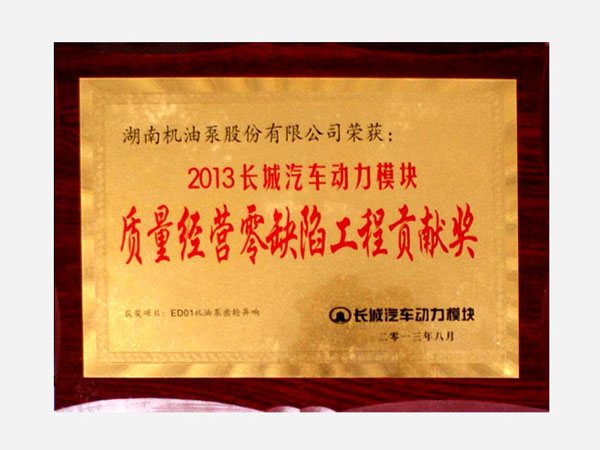 湖南机油泵股份有限公司荣获：
2013长城汽车动力模块
质量经营零缺陷工程贡献奖
获奖项目：ED01机油泵齿轮异响
长城汽车动力模块
二零一三年八月